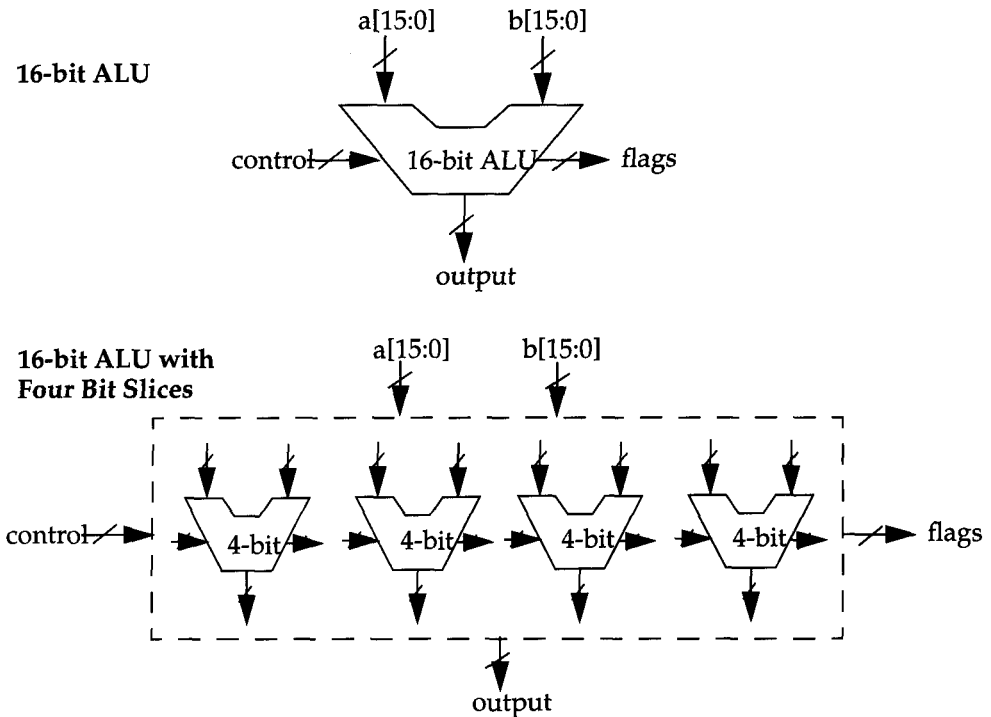 a[15:0] b[15:0]
16-bit ALU
control 16-bit ALU flags
output
16-bit ALU with
Four Bit Slices
a[15:0] b[15:0]
control 4-bit 4-bit 4-bit 4-bit flags
output